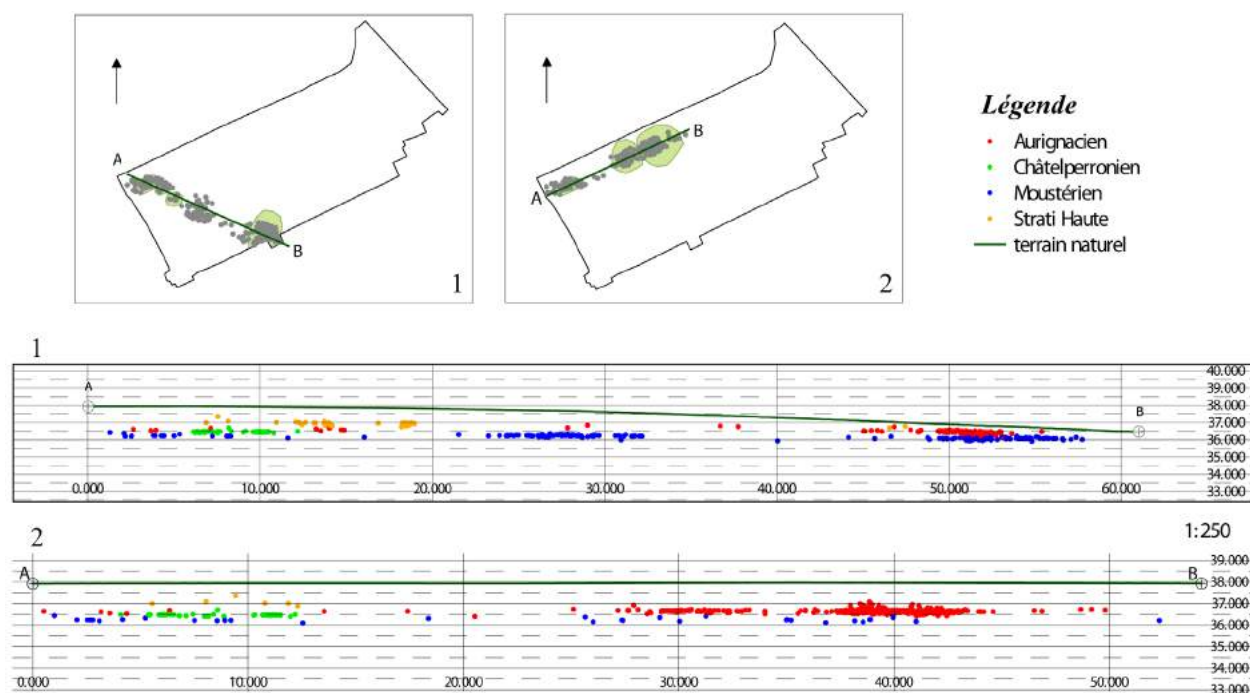 A
B
1
A
B
2
Légende
Aurignacien
Châtelperronien
Moustérien
Strati Haute
terrain naturel
1
A
B
40.000
39.000
38.000
37.000
36.000
35.000
34.000
33.000
0.000 10.000 20.000 30.000 40.000 50.000 60.000
2
1:250
A
B
39.000
38.000
37.000
36.000
35.000
34.000
33.000
0.000 10.000 20.000 30.000 40.000 50.000